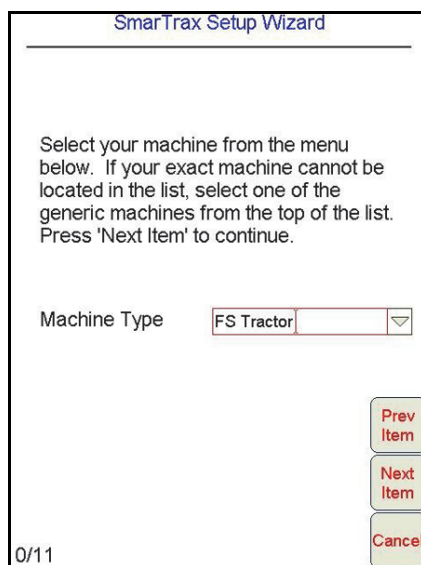 SmarTrax Setup Wizard
Select your machine from the menu
below. If your exact machine cannot be
located in the list, select one of the
generic machines from the top of the list.
Press 'Next Item' to continue.
Machine Type FS Tractor
Prev
Item
Next
Item
Cancel
0/11